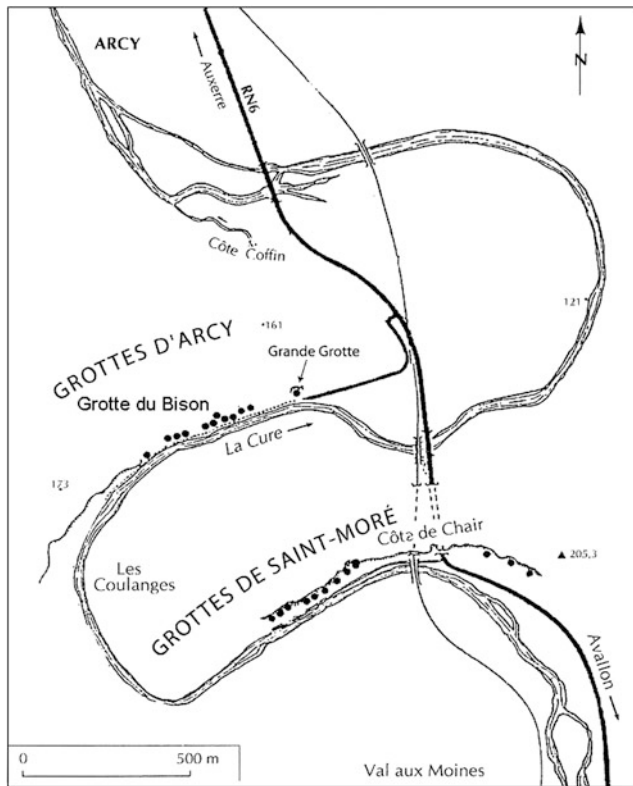 ARCY
Auxerre
RN6
N
Côte Coffin
121
GROTTES D'ARCY
161
Grande Grotte
Grotte du Bison
La Cure
173
GROTTES DE SAINT-MORÉ
Côte de Chair
205,3
Les
Coulanges
Avallon
0 500 m
Val aux Moines